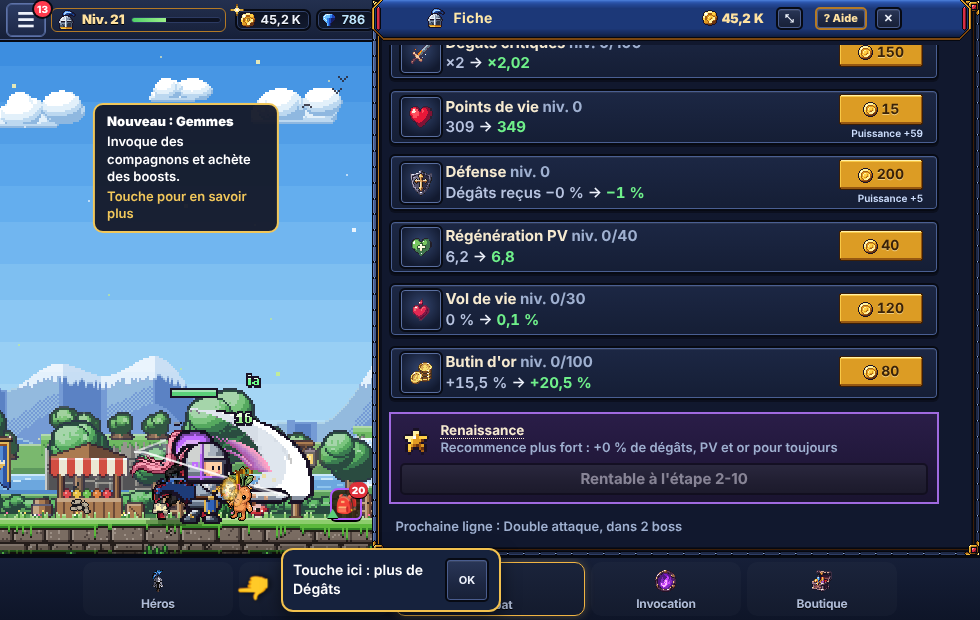 13
Niv. 21
45,2 K
786
Fiche
45,2 K
? Aide
Dégâts critiques niv. 0/100
×2 → ×2,02
150
Points de vie niv. 0
309 → 349
15
Puissance +59
Défense niv. 0
Dégâts reçus −0 % → −1 %
200
Puissance +5
Régénération PV niv. 0/40
6,2 → 6,8
40
Vol de vie niv. 0/30
0 % → 0,1 %
120
Butin d'or niv. 0/100
+15,5 % → +20,5 %
80
Renaissance
Recommence plus fort : +0 % de dégâts, PV et or pour toujours
Rentable à l'étape 2-10
Prochaine ligne : Double attaque, dans 2 boss
Nouveau : Gemmes
Invoque des
compagnons et achète
des boosts.
Touche pour en savoir
plus
16
20
Touche ici : plus de
Dégâts
OK
Héros
Invocation
Boutique